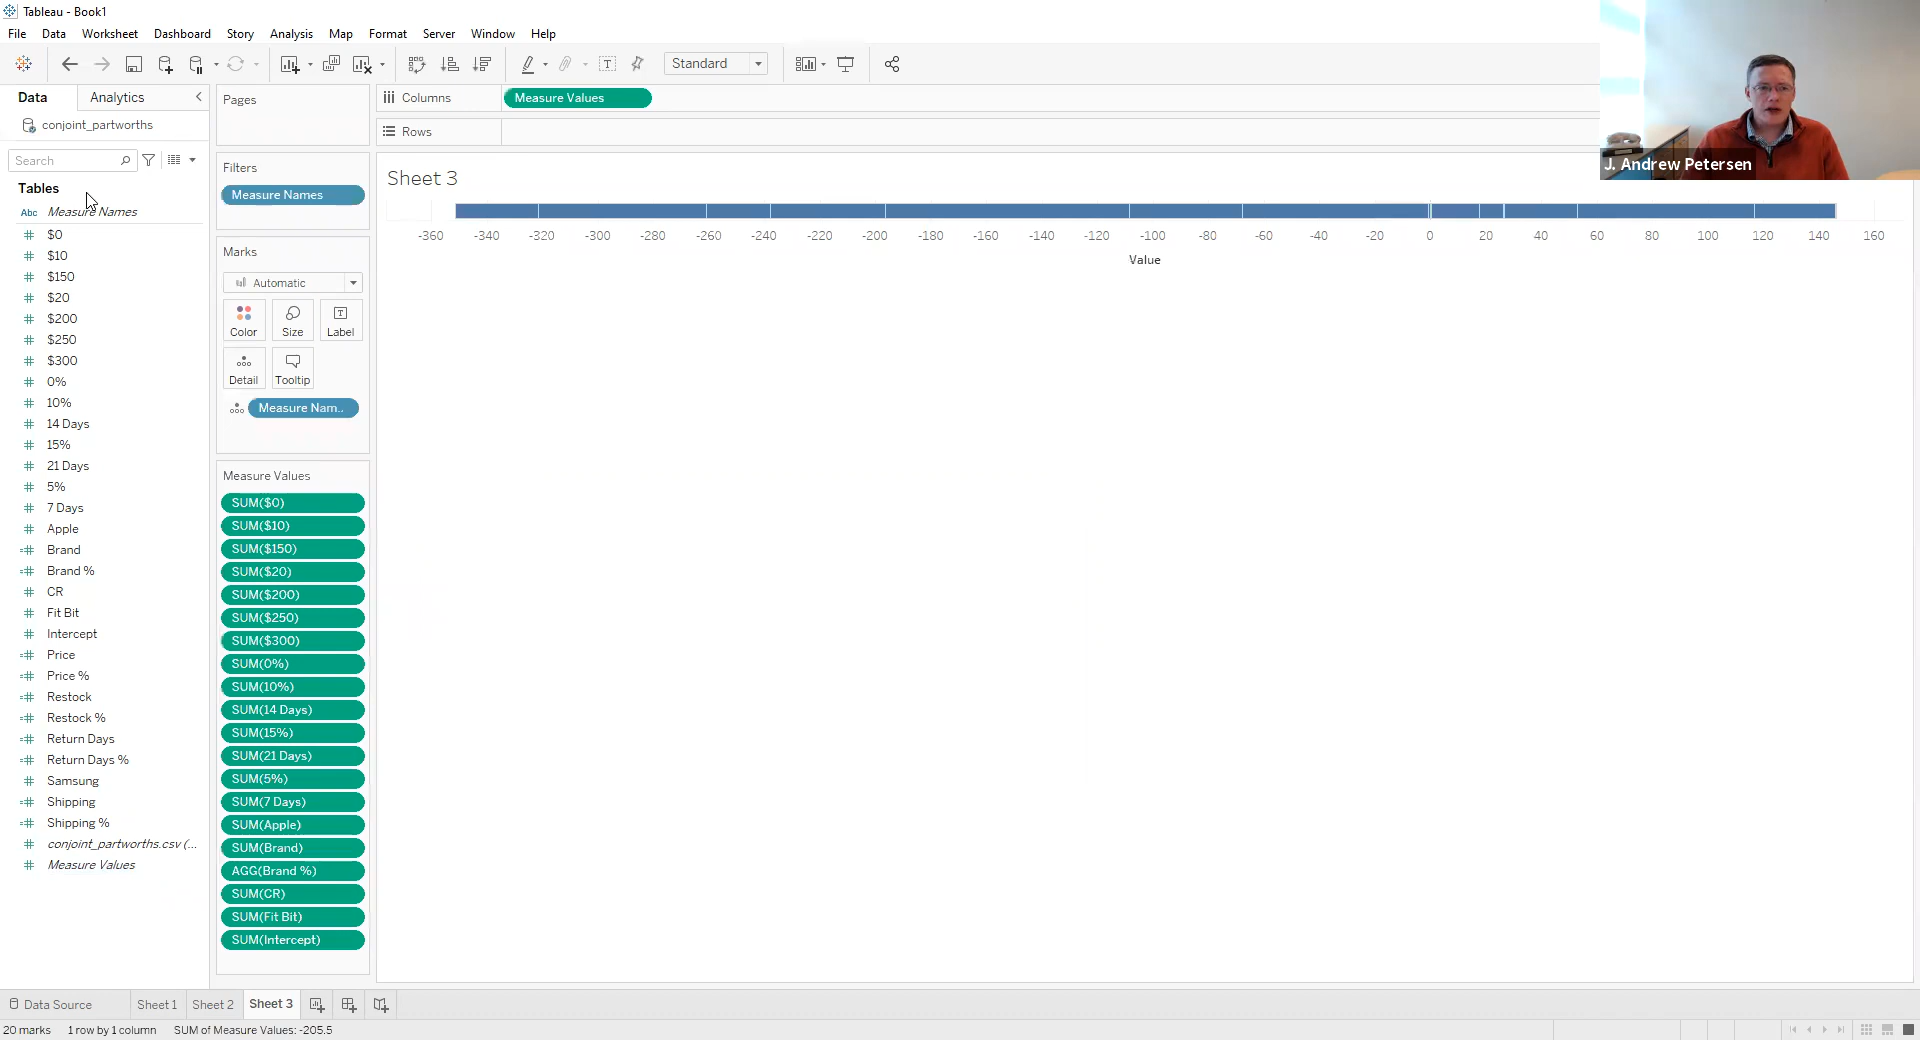 Tableau - Book1
File Data Worksheet Dashboard Story Analysis Map Format Server Window Help
Standard
Data Analytics
conjoint_partworths
Search
Tables
Abc Measure Names
$0
$10
$150
$20
$200
$250
$300
0%
10%
14 Days
15%
21 Days
5%
7 Days
Apple
Brand
Brand %
CR
Fit Bit
Intercept
Price
Price %
Restock
Restock %
Return Days
Return Days %
Samsung
Shipping
Shipping %
conjoint_partworths.csv (...
Measure Values
Pages
Filters
Measure Names
Marks
Automatic
Color Size Label
Detail Tooltip
Measure Nam..
Measure Values
SUM($0)
SUM($10)
SUM($150)
SUM($20)
SUM($200)
SUM($250)
SUM($300)
SUM(0%)
SUM(10%)
SUM(14 Days)
SUM(15%)
SUM(21 Days)
SUM(5%)
SUM(7 Days)
SUM(Apple)
SUM(Brand)
AGG(Brand %)
SUM(CR)
SUM(Fit Bit)
SUM(Intercept)
Columns Measure Values
Rows
Sheet 3
-360 -340 -320 -300 -280 -260 -240 -220 -200 -180 -160 -140 -120 -100 -80 -60 -40 -20 0 20 40 60 80 100 120 140 160
Value
J. Andrew Petersen
Data Source Sheet 1 Sheet 2 Sheet 3
20 marks 1 row by 1 column SUM of Measure Values: -205.5